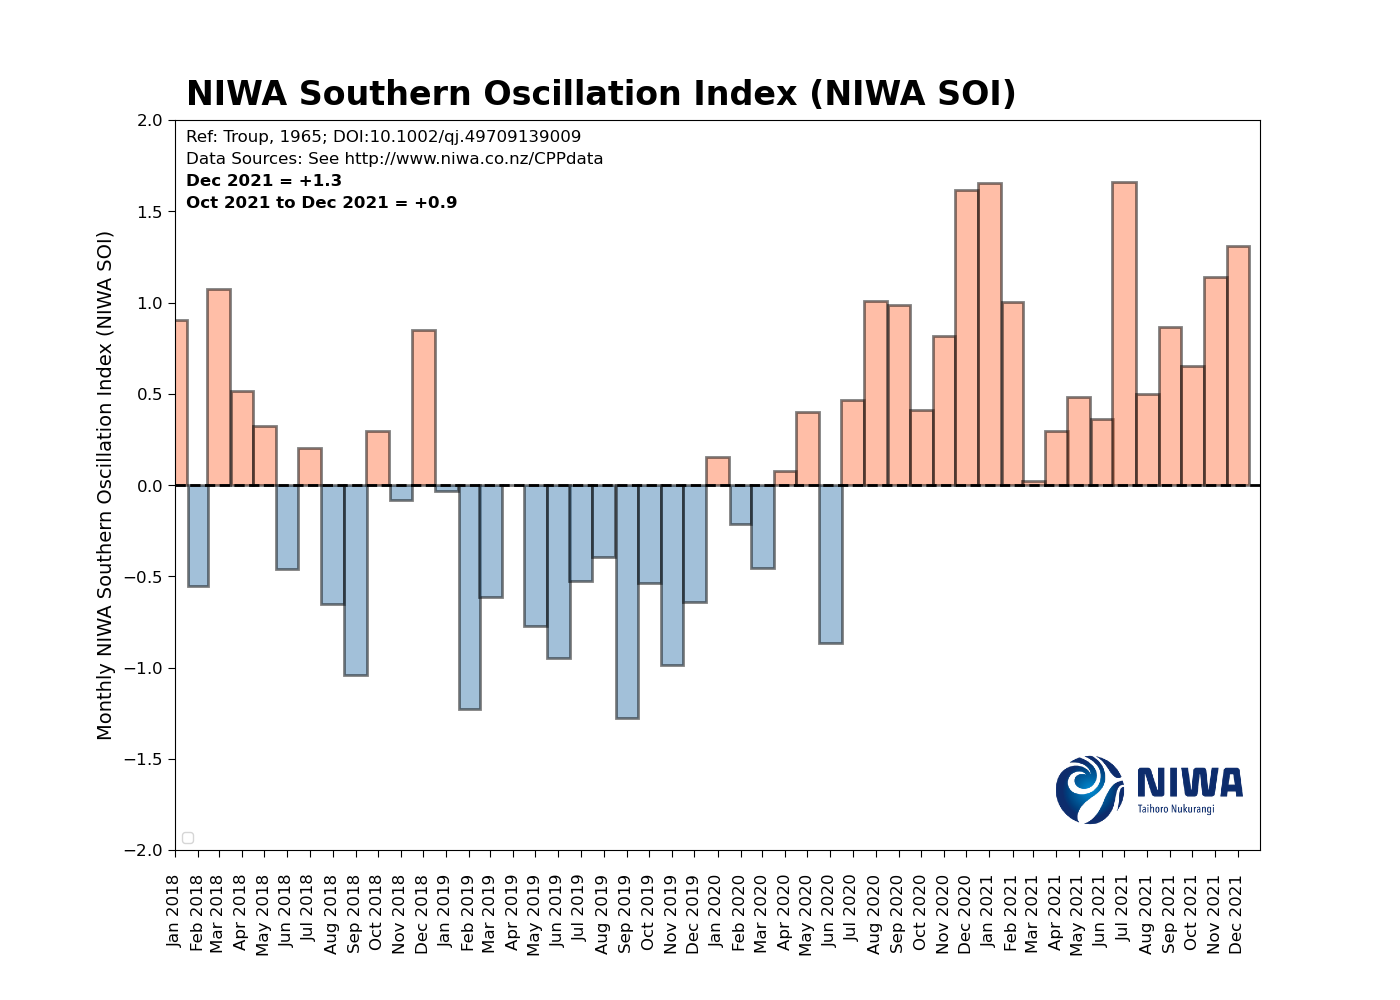 NIWA Southern Oscillation Index (NIWA SOI)
Ref: Troup, 1965; DOI:10.1002/qj.49709139009
Data Sources: See http://www.niwa.co.nz/CPPdata
Dec 2021 = +1.3
Oct 2021 to Dec 2021 = +0.9
Monthly NIWA Southern Oscillation Index (NIWA SOI)
2.0
1.5
1.0
0.5
0.0
−0.5
−1.0
−1.5
−2.0
NIWA
Taihoro Nukurangi
Jan 2018
Feb 2018
Mar 2018
Apr 2018
May 2018
Jun 2018
Jul 2018
Aug 2018
Sep 2018
Oct 2018
Nov 2018
Dec 2018
Jan 2019
Feb 2019
Mar 2019
Apr 2019
May 2019
Jun 2019
Jul 2019
Aug 2019
Sep 2019
Oct 2019
Nov 2019
Dec 2019
Jan 2020
Feb 2020
Mar 2020
Apr 2020
May 2020
Jun 2020
Jul 2020
Aug 2020
Sep 2020
Oct 2020
Nov 2020
Dec 2020
Jan 2021
Feb 2021
Mar 2021
Apr 2021
May 2021
Jun 2021
Jul 2021
Aug 2021
Sep 2021
Oct 2021
Nov 2021
Dec 2021